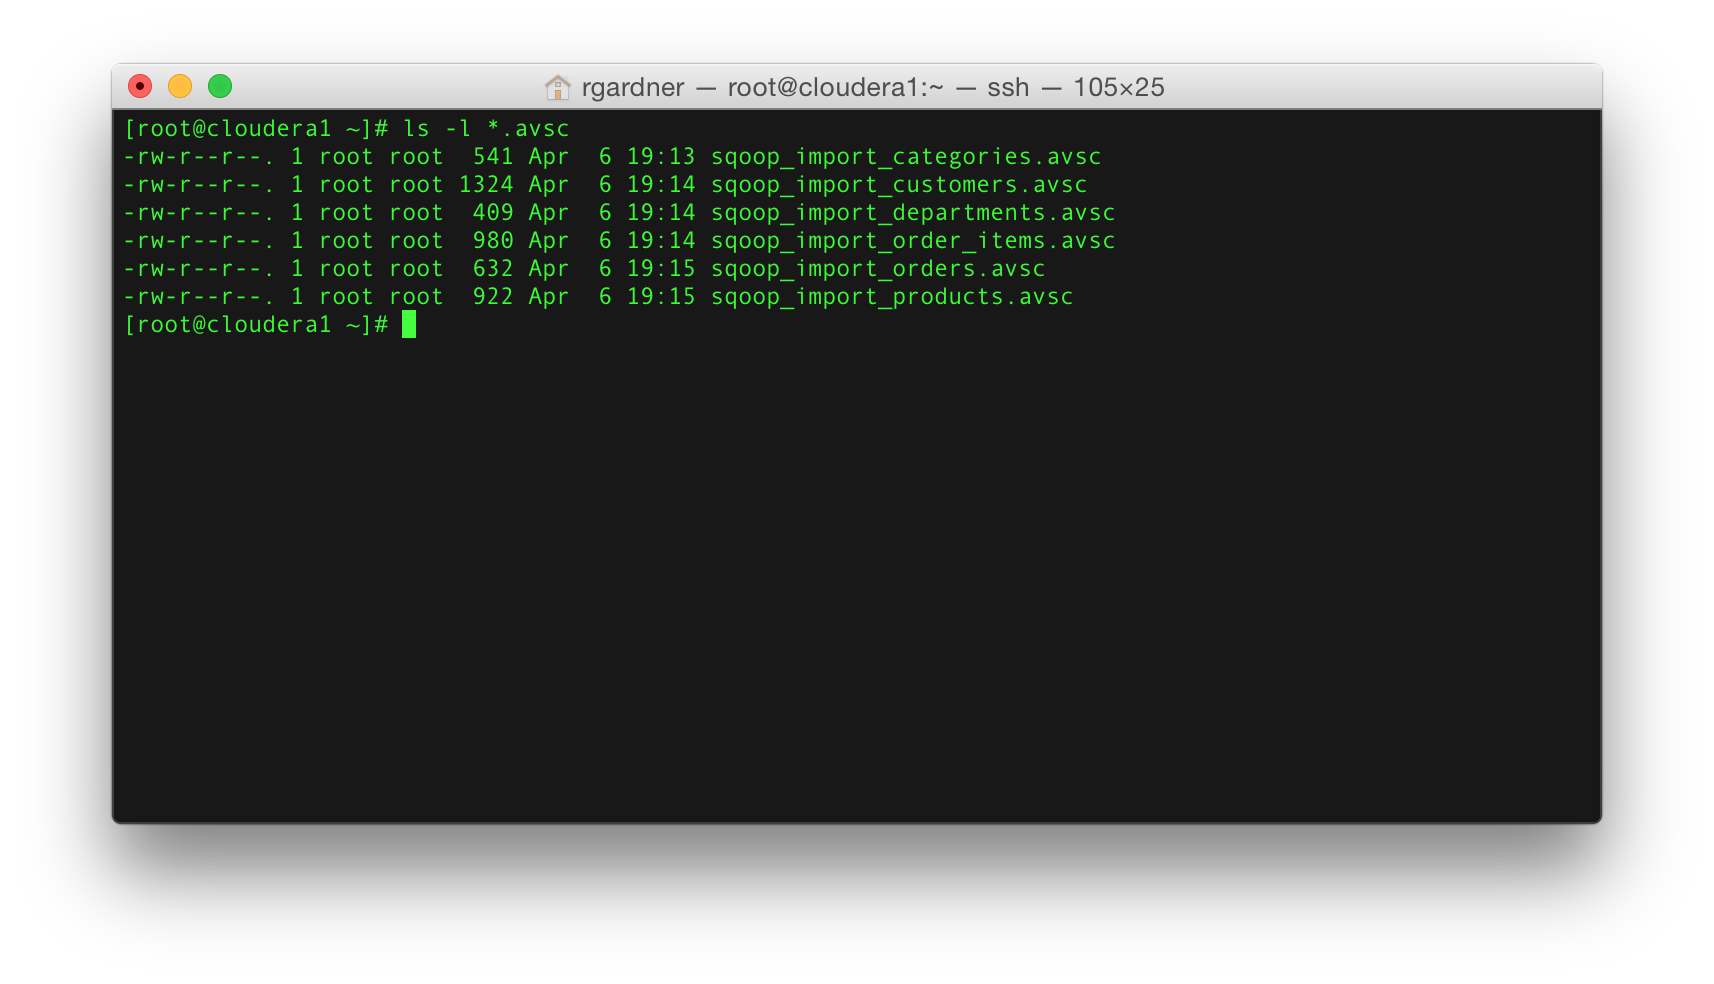 rgardner — root@cloudera1:~ — ssh — 105×25
[root@cloudera1 ~]# ls -l *.avsc
-rw-r--r--. 1 root root  541 Apr  6 19:13 sqoop_import_categories.avsc
-rw-r--r--. 1 root root 1324 Apr  6 19:14 sqoop_import_customers.avsc
-rw-r--r--. 1 root root  409 Apr  6 19:14 sqoop_import_departments.avsc
-rw-r--r--. 1 root root  980 Apr  6 19:14 sqoop_import_order_items.avsc
-rw-r--r--. 1 root root  632 Apr  6 19:15 sqoop_import_orders.avsc
-rw-r--r--. 1 root root  922 Apr  6 19:15 sqoop_import_products.avsc
[root@cloudera1 ~]#